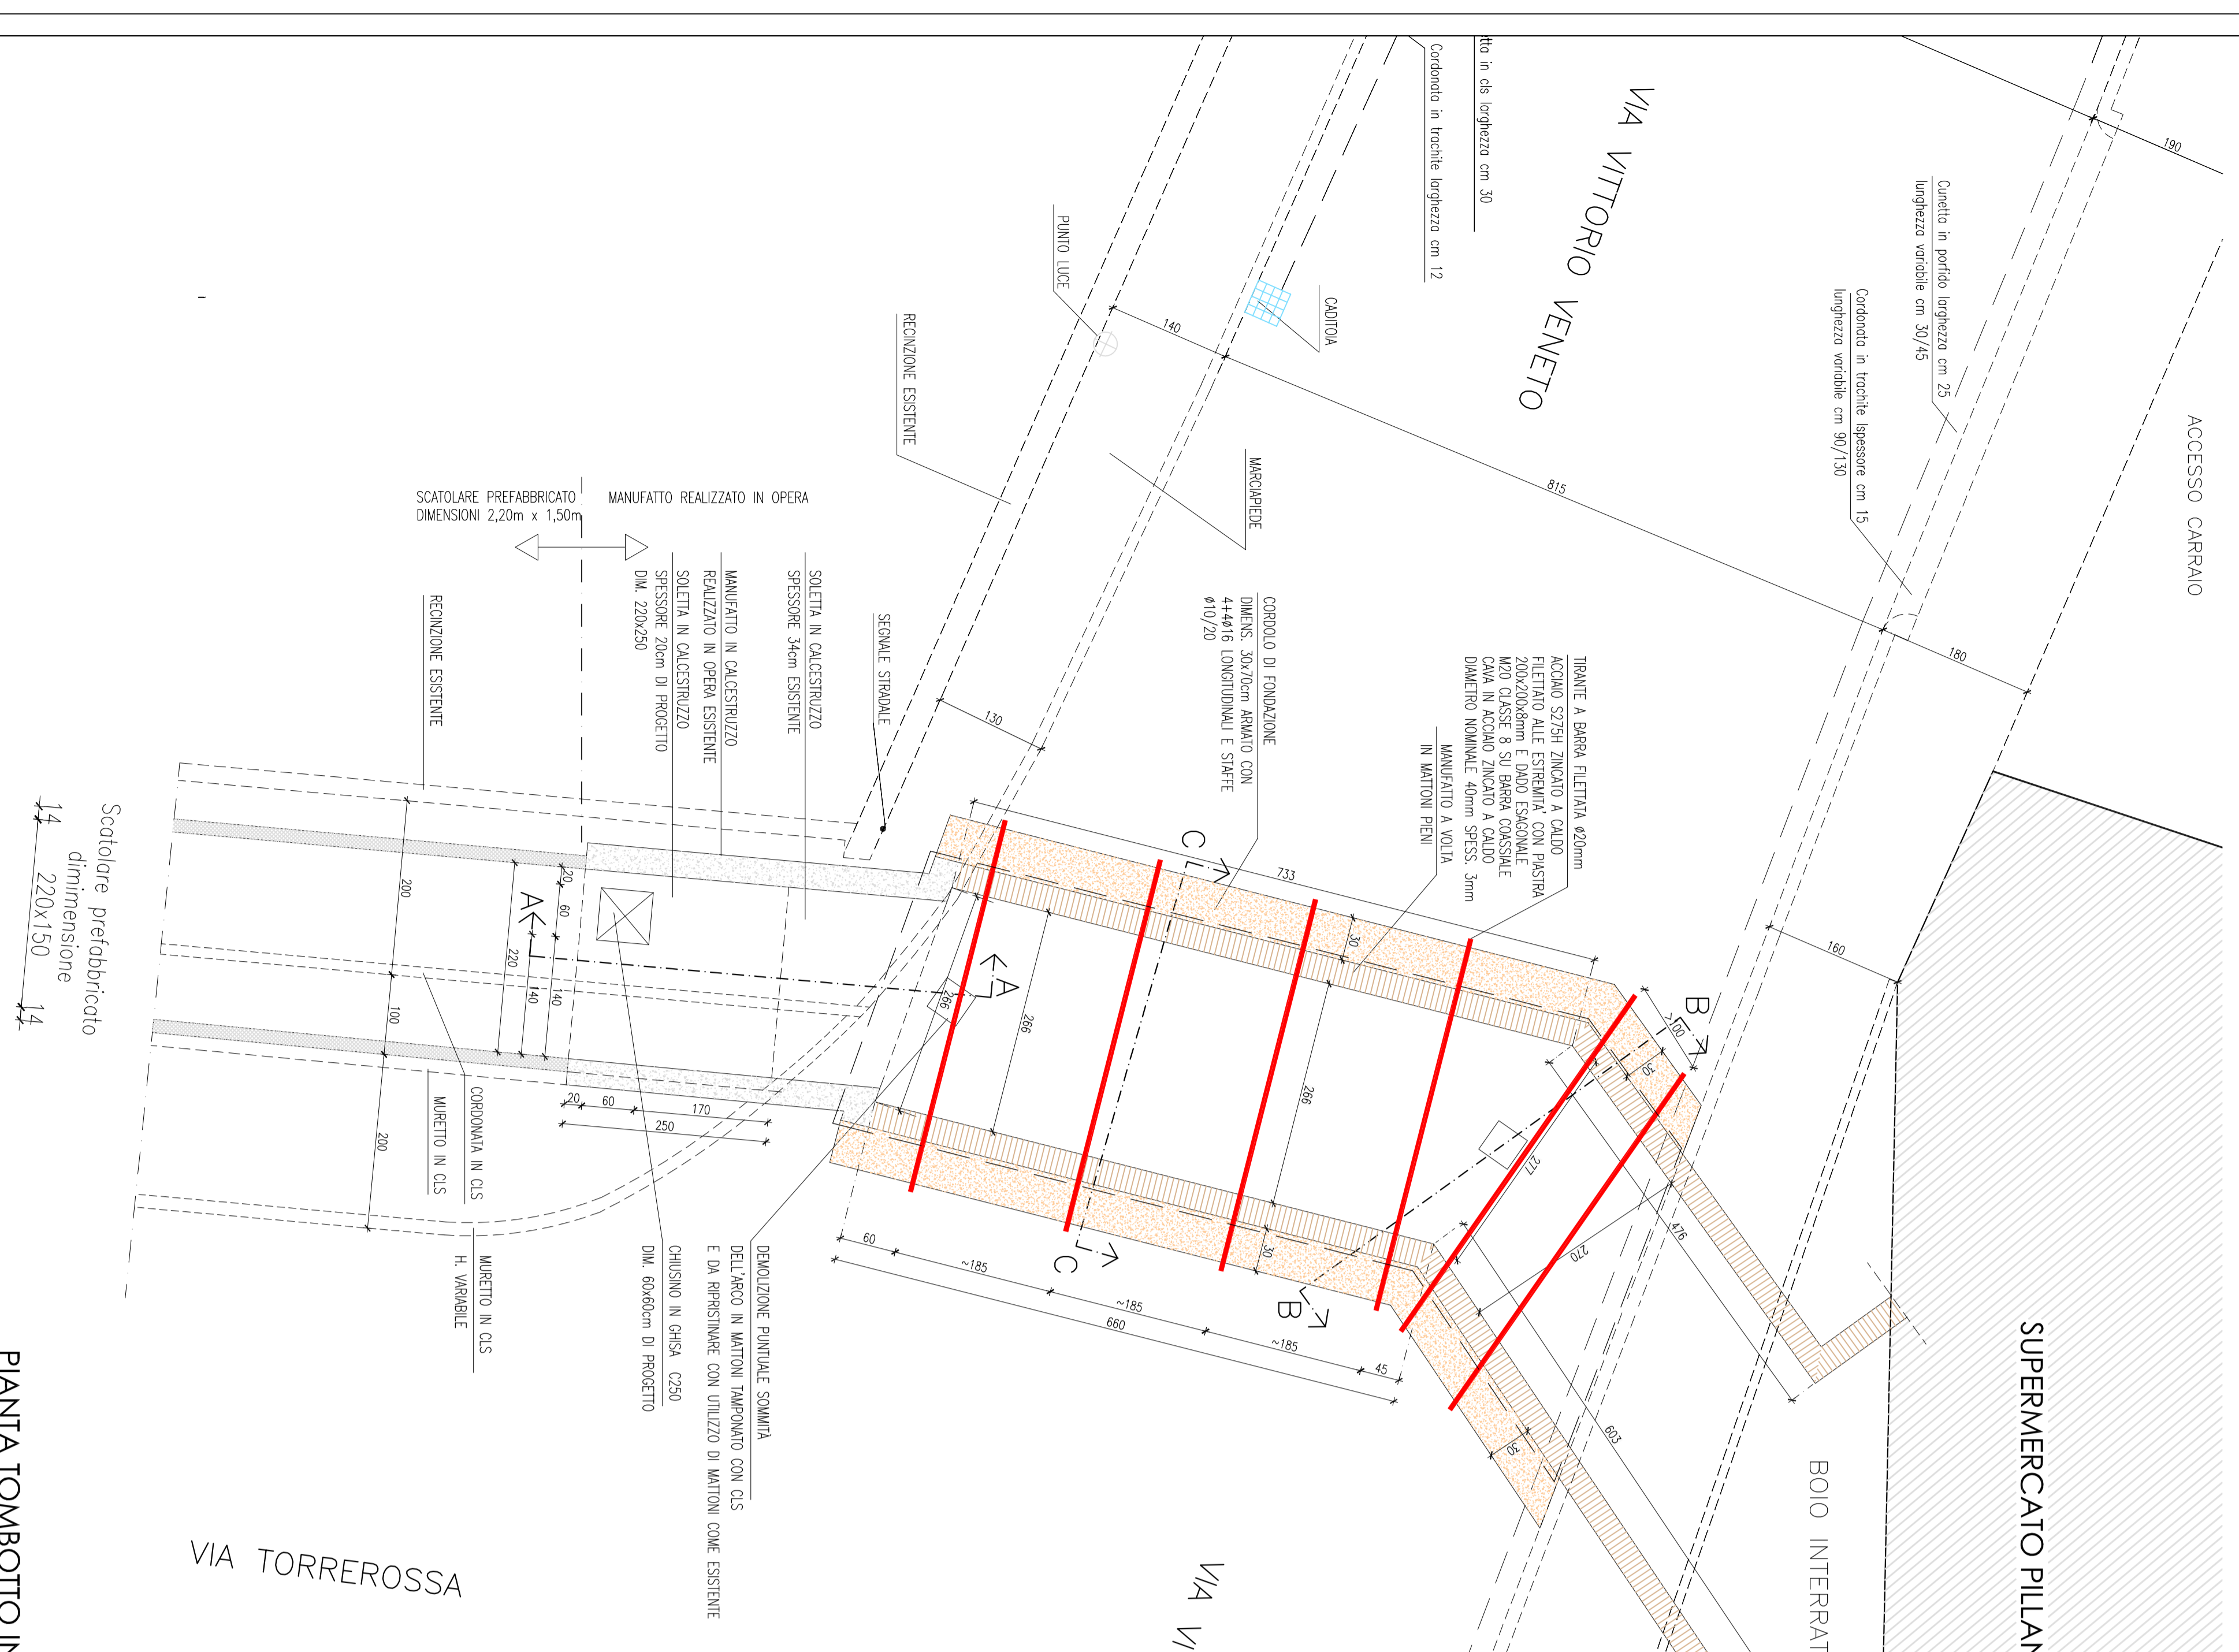 VIA VITTORIO VENETO
tta in cls larghezza cm 30
Cordonata in trachite larghezza cm 12
Cunetta in porfido larghezza cm 25
lunghezza variabile cm 30/45
Cordonata in trachite Ispessore cm 15
lunghezza variabile cm 90/130
ACCESSO CARRAIO
190
PUNTO LUCE
CADITOIA
RECINZIONE ESISTENTE
MARCIAPIEDE
140
815
180
130
160
SCATOLARE PREFABBRICATO
DIMENSIONI 2,20m x 1,50m
MANUFATTO REALIZZATO IN OPERA
SEGNALE STRADALE
SOLETTA IN CALCESTRUZZO
SPESSORE 34cm ESISTENTE
MANUFATTO IN CALCESTRUZZO
REALIZZATO IN OPERA ESISTENTE
SOLETTA IN CALCESTRUZZO
SPESSORE 20cm DI PROGETTO
DIM. 220x250
RECINZIONE ESISTENTE
CORDOLO DI FONDAZIONE
DIMENS. 30x70cm ARMATO CON
4+4ø16 LONGITUDINALI E STAFFE
ø10/20
TIRANTE A BARRA FILETTATA ø20mm
ACCIAIO S275H ZINCATO A CALDO
FILETTATO ALLE ESTREMITA' CON PIASTRA
200x200x8mm E DADO ESAGONALE
M20 CLASSE 8 SU BARRA COASSIALE
CAVA IN ACCIAIO ZINCATO A CALDO
DIAMETRO NOMINALE 40mm SPESS. 3mm
MANUFATTO A VOLTA
IN MATTONI PIENI
Scatolare prefabbricato
dimimensione
14
220x150
14
200
100
200
20
60
140
220
140
A
A
C
C
B
B
733
30
266
266
266
>100
30
277
270
476
603
30
30
20
60
170
250
60
~185
~185
~185
45
660
CORDONATA IN CLS
MURETTO IN CLS
MURETTO IN CLS
H. VARIABILE
CHIUSINO IN GHISA C250
DIM. 60x60cm DI PROGETTO
DEMOLIZIONE PUNTUALE SOMMITÀ
DELL'ARCO IN MATTONI TAMPONATO CON CLS
E DA RIPRISTINARE CON UTILIZZO DI MATTONI COME ESISTENTE
VIA TORREROSSA
VIA VI
BOIO INTERRAT
SUPERMERCATO PILLAN
PIANTA TOMBOTTO IN